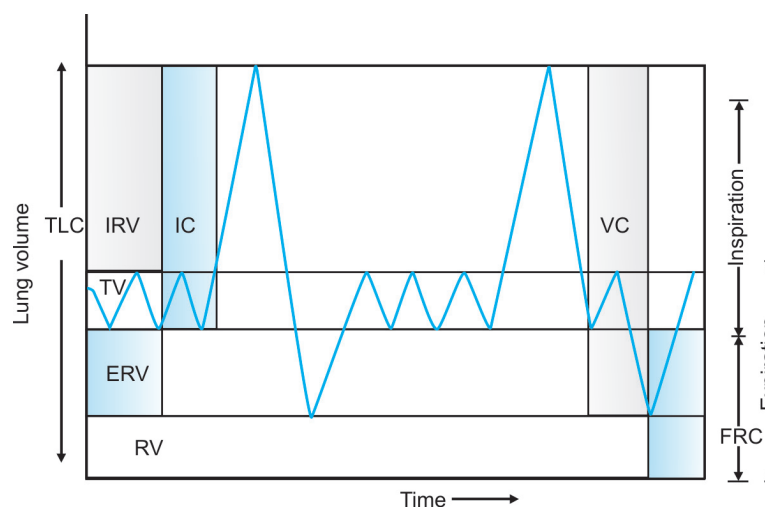 Lung volume
TLC
IRV
IC
VC
TV
ERV
RV
Inspiration
FRC
Time